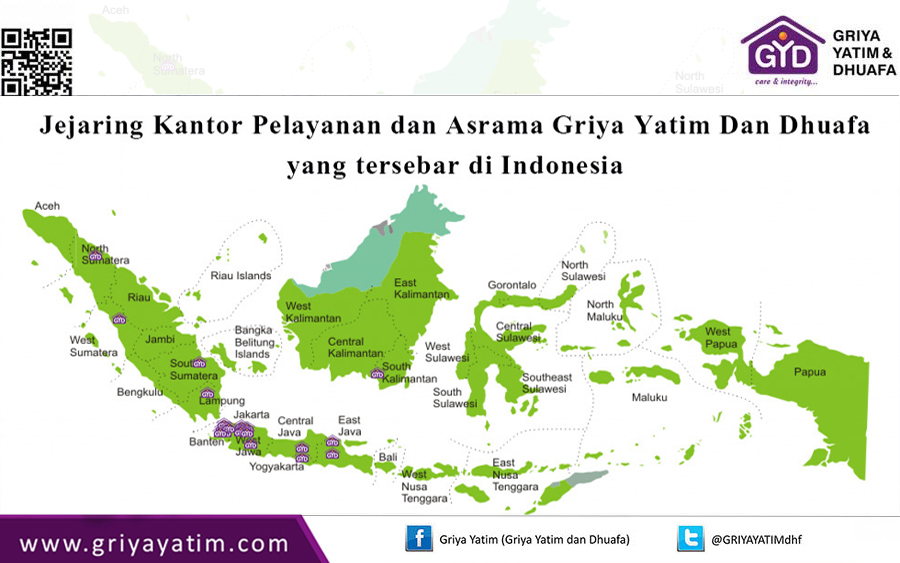 Aceh
North
Sumatera
North
Sulawesi
GYD
care & integrity...
GRIYA
YATIM &
DHUAFA
Jejaring Kantor Pelayanan dan Asrama Griya Yatim Dan Dhuafa
yang tersebar di Indonesia
Aceh
North
Sumatera
Riau
Riau Islands
West
Sumatera
Jambi
Bangka
Belitung
Islands
South
Sumatera
Bengkulu
Lampung
West
Kalimantan
East
Kalimantan
Central
Kalimantan
South
Kalimantan
Gorontalo
North
Sulawesi
Central
Sulawesi
West
Sulawesi
South
Sulawesi
Southeast
Sulawesi
North
Maluku
Maluku
West
Papua
Papua
Jakarta
Banten
West
Jawa
Central
Java
Yogyakarta
East
Java
Bali
West
Nusa
Tenggara
East
Nusa
Tenggara
www.griyayatim.com
Griya Yatim (Griya Yatim dan Dhuafa)
@GRIYAYATIMdhf